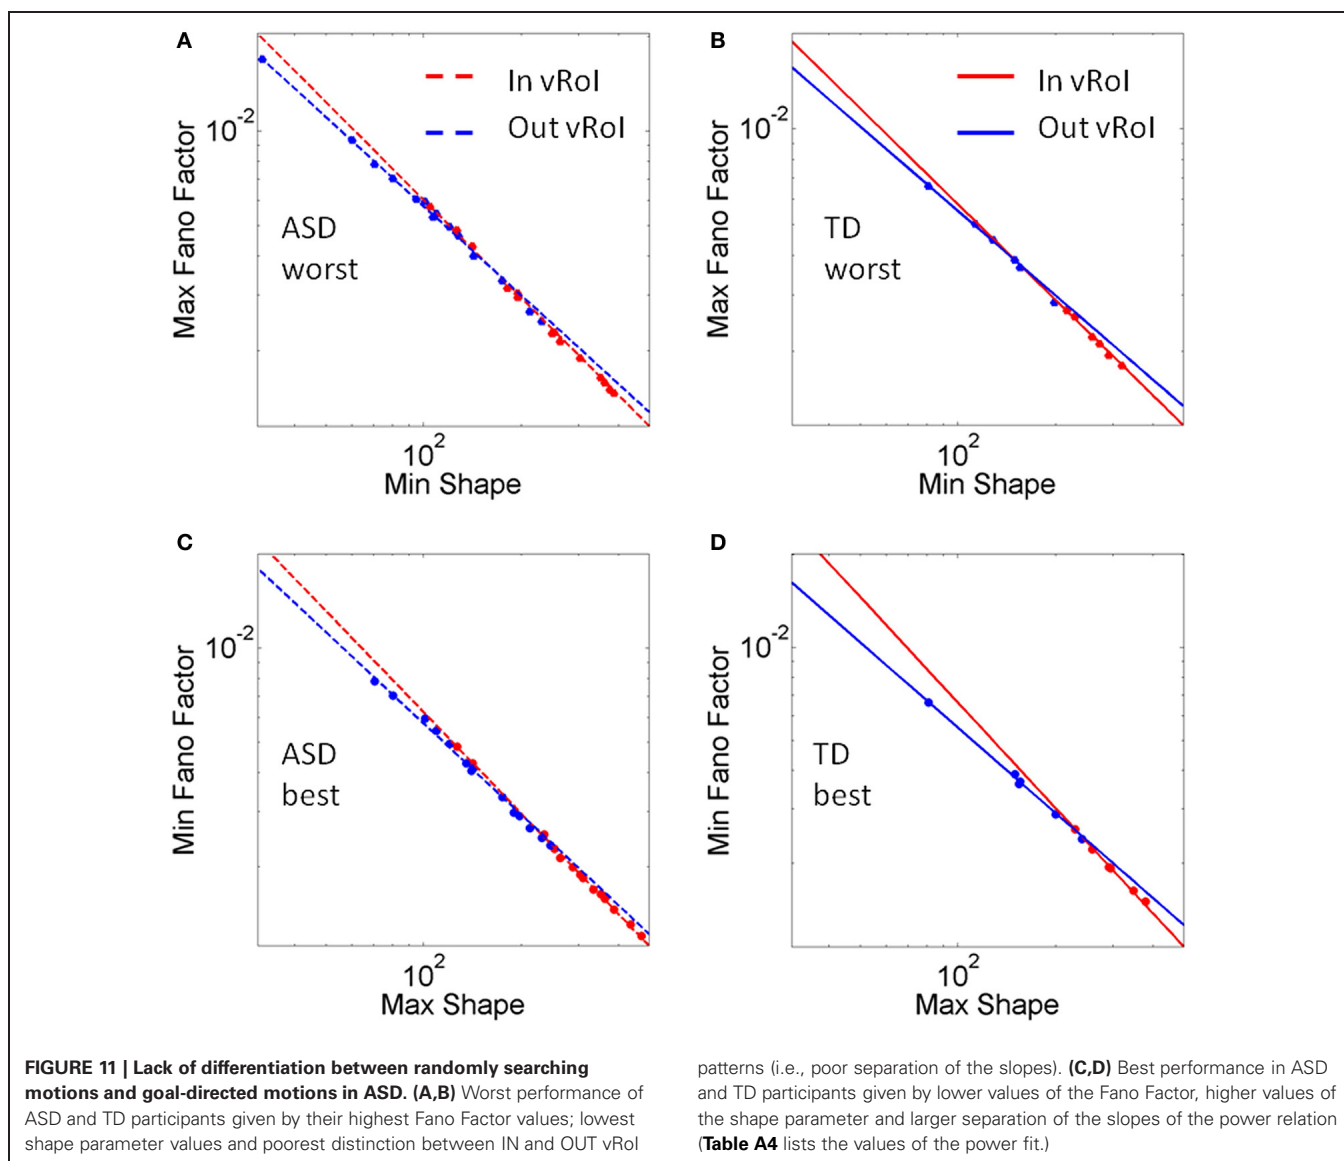 A
10^-2
Max Fano Factor
In vRoI
Out vRoI
ASD
worst
10^2
Min Shape
B
10^-2
Max Fano Factor
In vRoI
Out vRoI
TD
worst
10^2
Min Shape
C
10^-2
Min Fano Factor
ASD
best
10^2
Max Shape
D
10^-2
Min Fano Factor
TD
best
10^2
Max Shape
FIGURE 11 | Lack of differentiation between randomly searching
motions and goal-directed motions in ASD. (A,B) Worst performance of
ASD and TD participants given by their highest Fano Factor values; lowest
shape parameter values and poorest distinction between IN and OUT vRoI
patterns (i.e., poor separation of the slopes). (C,D) Best performance in ASD
and TD participants given by lower values of the Fano Factor, higher values of
the shape parameter and larger separation of the slopes of the power relation
(Table A4 lists the values of the power fit.)